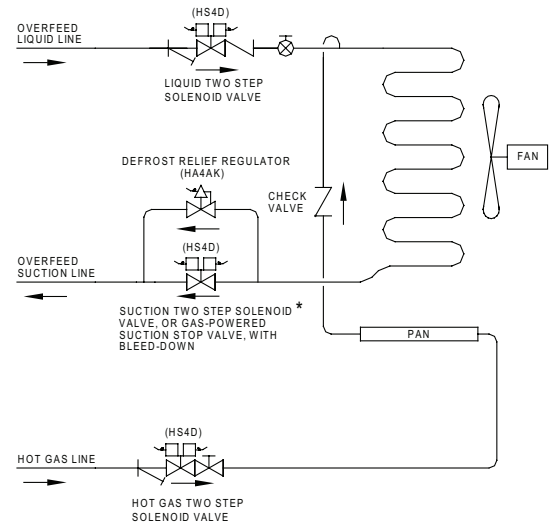 (HS4D)
OVERFEED
LIQUID LINE
LIQUID TWO STEP
SOLENOID VALVE
FAN
DEFROST RELIEF REGULATOR
(HA4AK)
CHECK
VALVE
(HS4D)
OVERFEED
SUCTION LINE
SUCTION TWO STEP SOLENOID *
VALVE, OR GAS-POWERED
SUCTION STOP VALVE, WITH
BLEED-DOWN
PAN
(HS4D)
HOT GAS LINE
HOT GAS TWO STEP
SOLENOID VALVE